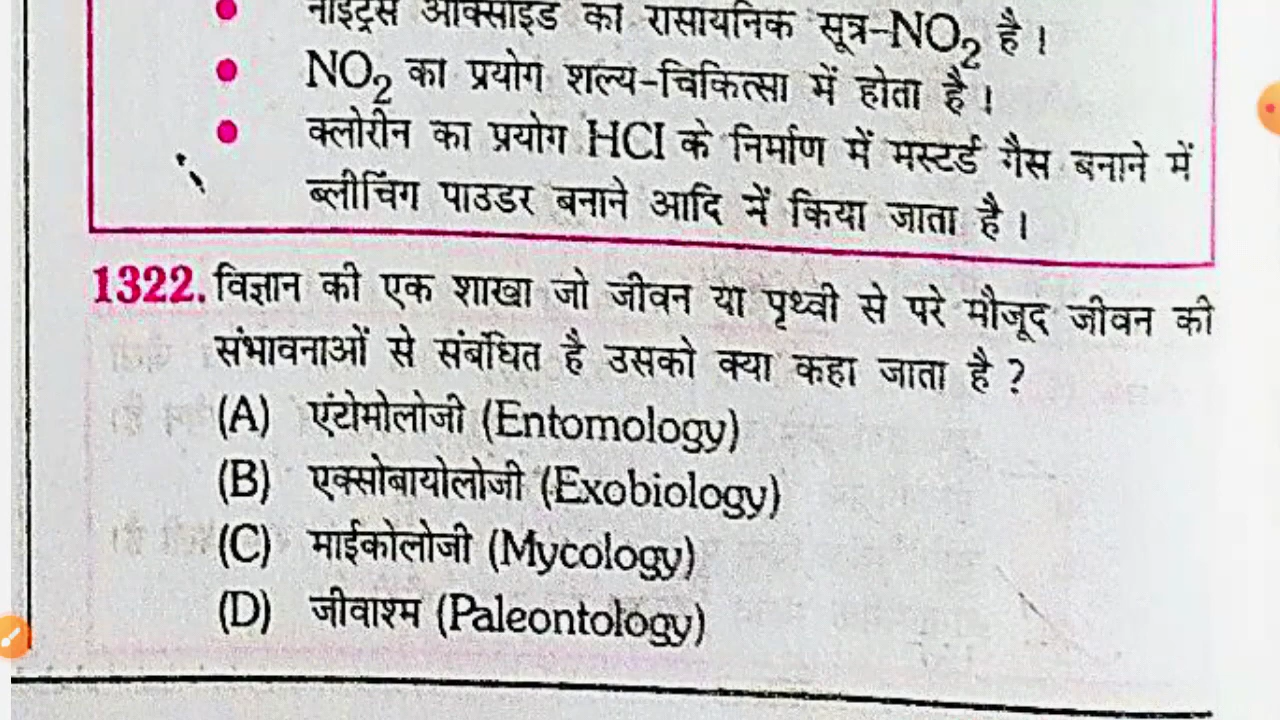 नाइट्रस ऑक्साइड का रासायनिक सूत्र-NO₂ है।
NO₂ का प्रयोग शल्य-चिकित्सा में होता है।
क्लोरीन का प्रयोग HCl के निर्माण में मस्टर्ड गैस बनाने में
ब्लीचिंग पाउडर बनाने आदि में किया जाता है।
1322. विज्ञान की एक शाखा जो जीवन या पृथ्वी से परे मौजूद जीवन की
संभावनाओं से संबंधित है उसको क्या कहा जाता है ?
(A) एंटोमोलोजी (Entomology)
(B) एक्सोबायोलोजी (Exobiology)
(C) माईकोलोजी (Mycology)
(D) जीवाश्म (Paleontology)